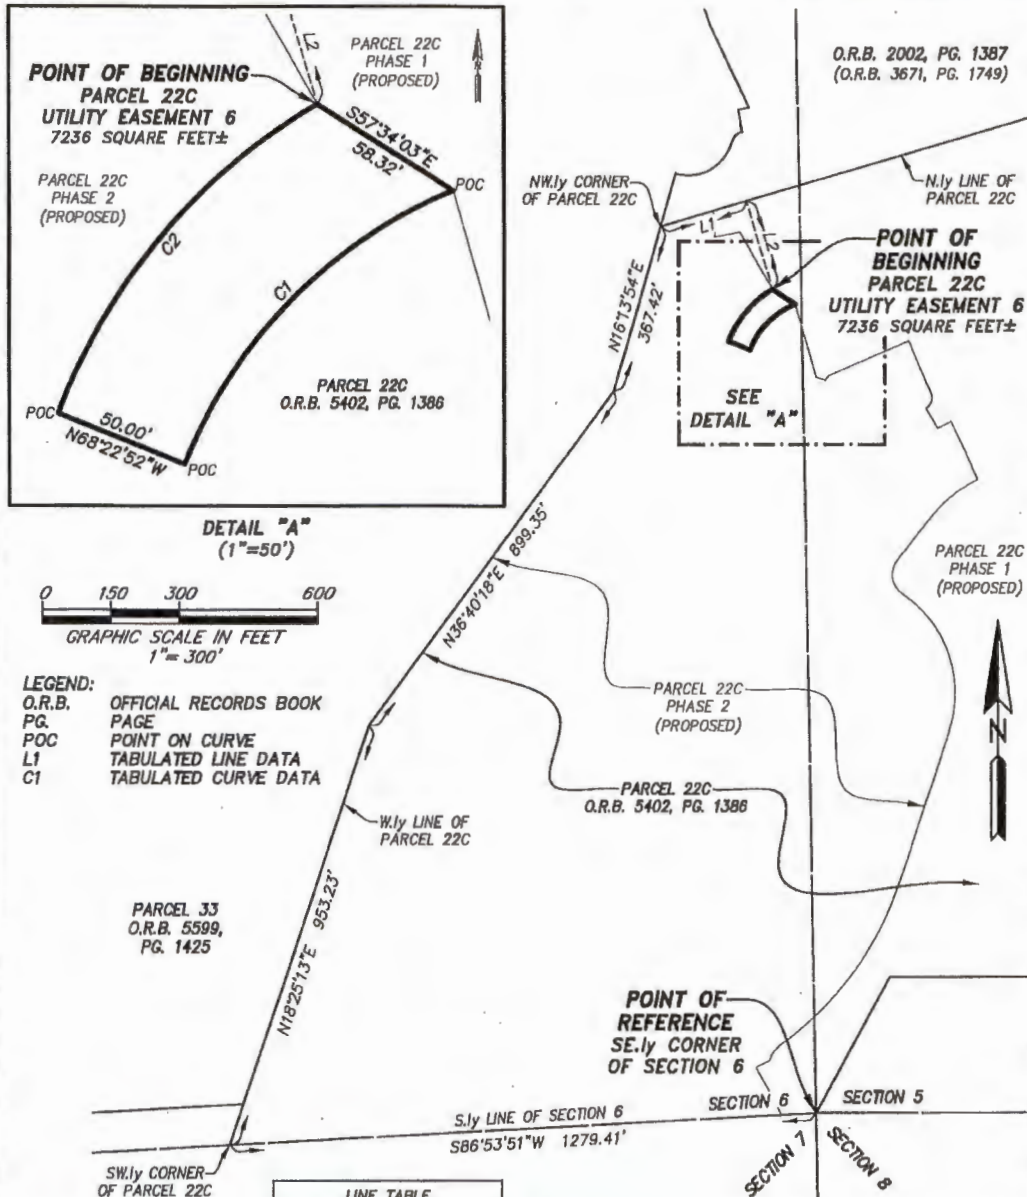 POINT OF BEGINNING
PARCEL 22C
UTILITY EASEMENT 6
7236 SQUARE FEET±
L2
PARCEL 22C
PHASE 1
(PROPOSED)
S57°34'03"E
58.32'
POC
PARCEL 22C
PHASE 2
(PROPOSED)
C2
C1
PARCEL 22C
O.R.B. 5402, PG. 1386
POC
50.00'
N68°22'52"W
POC
DETAIL "A"
(1"=50')
0 150 300 600
GRAPHIC SCALE IN FEET
1"= 300'
LEGEND:
O.R.B. OFFICIAL RECORDS BOOK
PG. PAGE
POC POINT ON CURVE
L1 TABULATED LINE DATA
C1 TABULATED CURVE DATA
O.R.B. 2002, PG. 1387
(O.R.B. 3671, PG. 1749)
NW.ly CORNER
OF PARCEL 22C
N.ly LINE OF
PARCEL 22C
L1
L2
POINT OF
BEGINNING
PARCEL 22C
UTILITY EASEMENT 6
7236 SQUARE FEET±
N16°13'54"E
367.42'
SEE
DETAIL "A"
N36°40'18"E 899.35'
PARCEL 22C
PHASE 1
(PROPOSED)
PARCEL 22C
PHASE 2
(PROPOSED)
N
PARCEL 22C
O.R.B. 5402, PG. 1386
W.ly LINE OF
PARCEL 22C
PARCEL 33
O.R.B. 5599,
PG. 1425
N18°25'13"E 953.23'
POINT OF
REFERENCE
SE.ly CORNER
OF SECTION 6
S.ly LINE OF SECTION 6
SECTION 6
SECTION 5
S86°53'51"W 1279.41'
SECTION 7
SECTION 8
SW.ly CORNER
OF PARCEL 22C
LINE TABLE